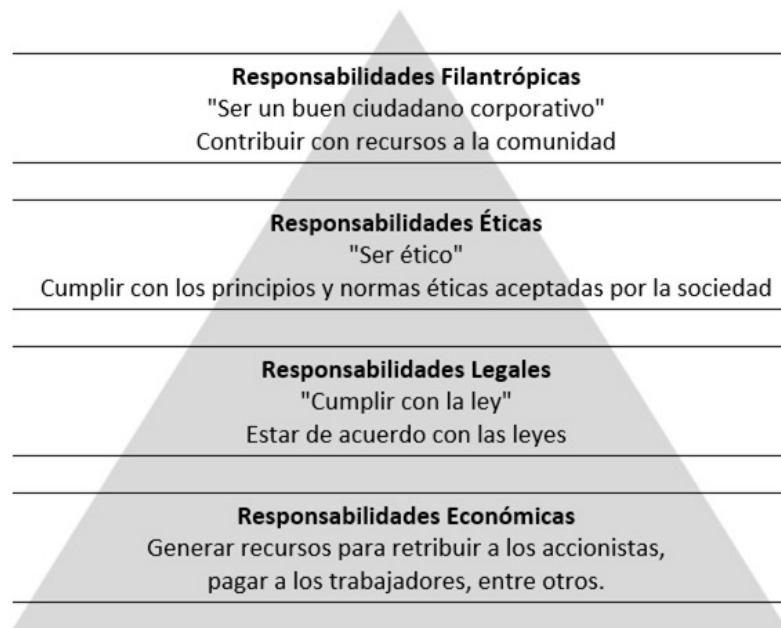 Responsabilidades Filantrópicas
"Ser un buen ciudadano corporativo"
Contribuir con recursos a la comunidad
Responsabilidades Éticas
"Ser ético"
Cumplir con los principios y normas éticas aceptadas por la sociedad
Responsabilidades Legales
"Cumplir con la ley"
Estar de acuerdo con las leyes
Responsabilidades Económicas
Generar recursos para retribuir a los accionistas,
pagar a los trabajadores, entre otros.